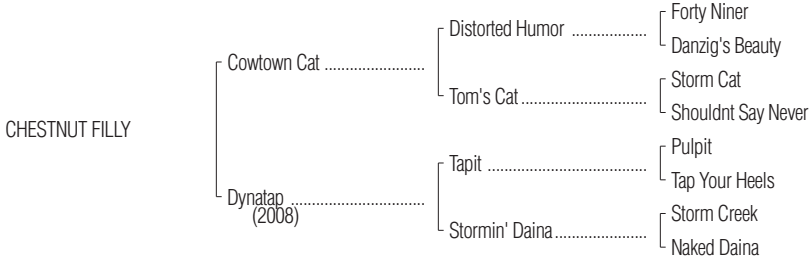 Forty Niner
Distorted Humor ..................
Danzig's Beauty
Cowtown Cat ........................
Storm Cat
Tom's Cat ..............................
Shouldnt Say Never
CHESTNUT FILLY
Pulpit
Tapit ......................................
Tap Your Heels
Dynatap ................................
(2008)
Storm Creek
Stormin' Daina ......................
Naked Daina